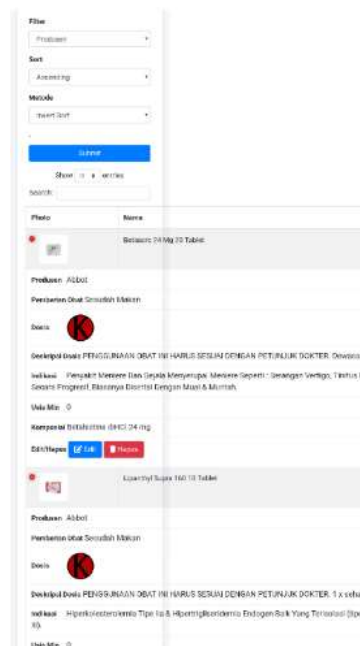 Filter
Produsen
Sort
Ascending
Metode
Insert Sort
Submit
Show entries
Search:
Photo Name
Betaserc 24 Mg 20 Tablet
Produsen Abbot
Pemberian Obat Sesudah Makan
Dosis K
Deskripsi Dosis PENGGUNAAN OBAT INI HARUS SESUAI DENGAN PETUNJUK DOKTER. Dewasa
Indikasi Penyakit Meniere Dan Gejala Menyerupai Meniere Seperti : Serangan Vertigo, Tinitus
Secara Progresif, Biasanya Disertai Dengan Mual & Muntah.
Usia Min 0
Komposisi Betahistine diHCl 24 mg
Edit/Hapus Edit Hapus
Lipanthyl Supra 160 10 Tablet
Produsen Abbot
Pemberian Obat Sesudah Makan
Dosis K
Deskripsi Dosis PENGGUNAAN OBAT INI HARUS SESUAI DENGAN PETUNJUK DOKTER. 1 x seha
Indikasi Hiperkolesterolemia Tipe IIa & Hipertrigliseridemia Endogen Baik Yang Terisolasi (tipe
Usia Min 0